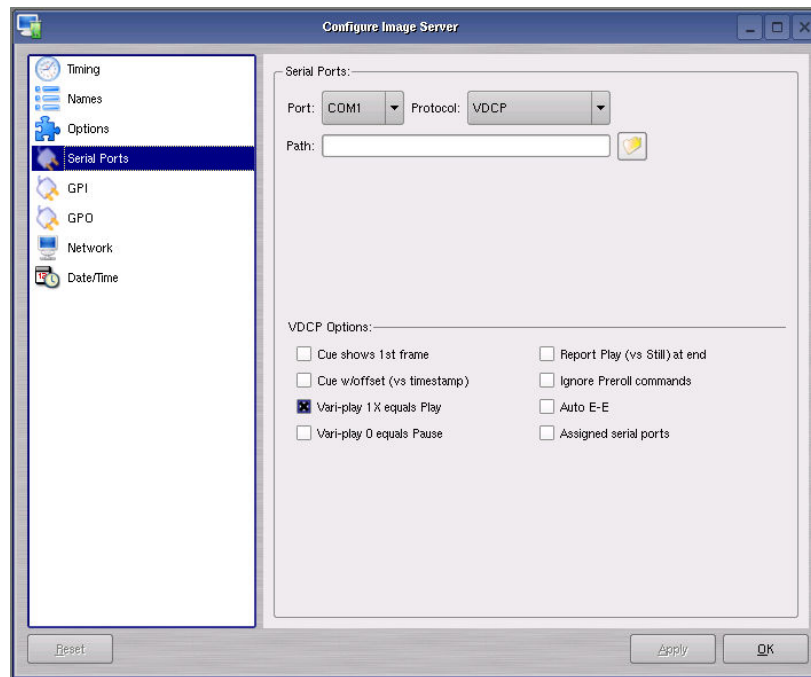 Configure Image Server
Timing
Names
Options
Serial Ports
GPI
GPO
Network
Date/Time
Serial Ports:
Port: COM1 Protocol: VDCP
Path:
VDCP Options:
Cue shows 1st frame Report Play (vs Still) at end
Cue w/offset (vs timestamp) Ignore Preroll commands
Vari-play 1X equals Play Auto E-E
Vari-play 0 equals Pause Assigned serial ports
Reset Apply OK